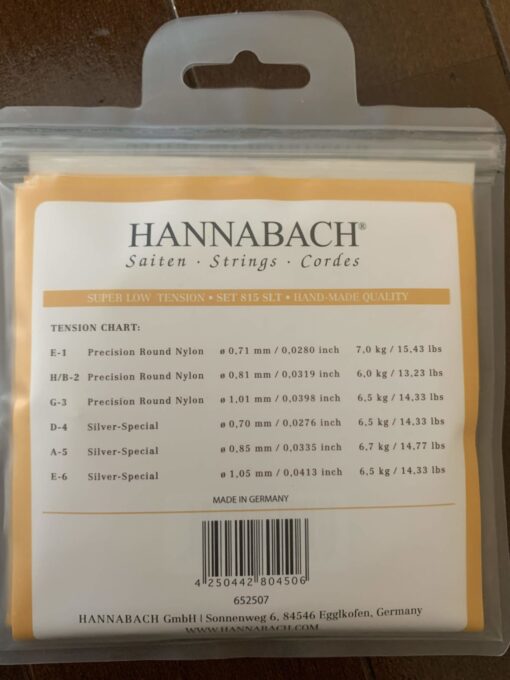 HANNABACH®
Saiten · Strings · Cordes
SUPER LOW TENSION • SET 815 SLT • HAND-MADE QUALITY
TENSION CHART:
E-1 Precision Round Nylon ø 0,71 mm / 0,0280 inch 7,0 kg / 15,43 lbs
H/B-2 Precision Round Nylon ø 0,81 mm / 0,0319 inch 6,0 kg / 13,23 lbs
G-3 Precision Round Nylon ø 1,01 mm / 0,0398 inch 6,5 kg / 14,33 lbs
D-4 Silver-Special ø 0,70 mm / 0,0276 inch 6,5 kg / 14,33 lbs
A-5 Silver-Special ø 0,85 mm / 0,0335 inch 6.7 kg / 14,77 lbs
E-6 Silver-Special ø 1,05 mm / 0,0413 inch 6,5 kg / 14,33 lbs
MADE IN GERMANY
4 250442 804506
652507
HANNABACH GmbH | Sonnenweg 6, 84546 Egglkofen, Germany
WWW.HANNABACH.COM